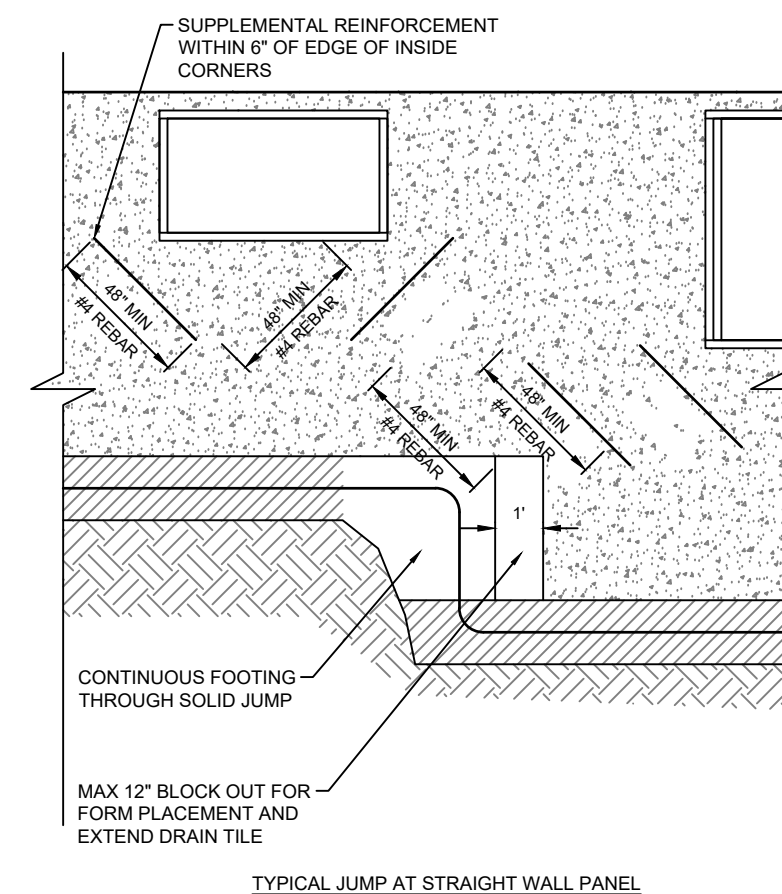 SUPPLEMENTAL REINFORCEMENT
WITHIN 6" OF EDGE OF INSIDE
CORNERS
48" MIN
#4 REBAR
48" MIN
#4 REBAR
48" MIN
#4 REBAR
48" MIN
#4 REBAR
1'
CONTINUOUS FOOTING
THROUGH SOLID JUMP
MAX 12" BLOCK OUT FOR
FORM PLACEMENT AND
EXTEND DRAIN TILE
TYPICAL JUMP AT STRAIGHT WALL PANEL